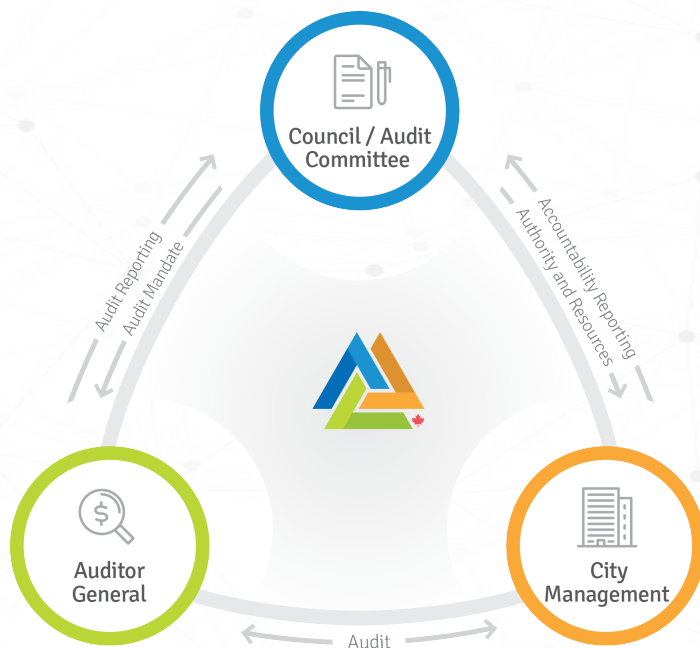 Council / Audit
Committee
Audit Reporting
Audit Mandate
Accountability Reporting
Authority and Resources
$
Auditor
General
City
Management
Audit